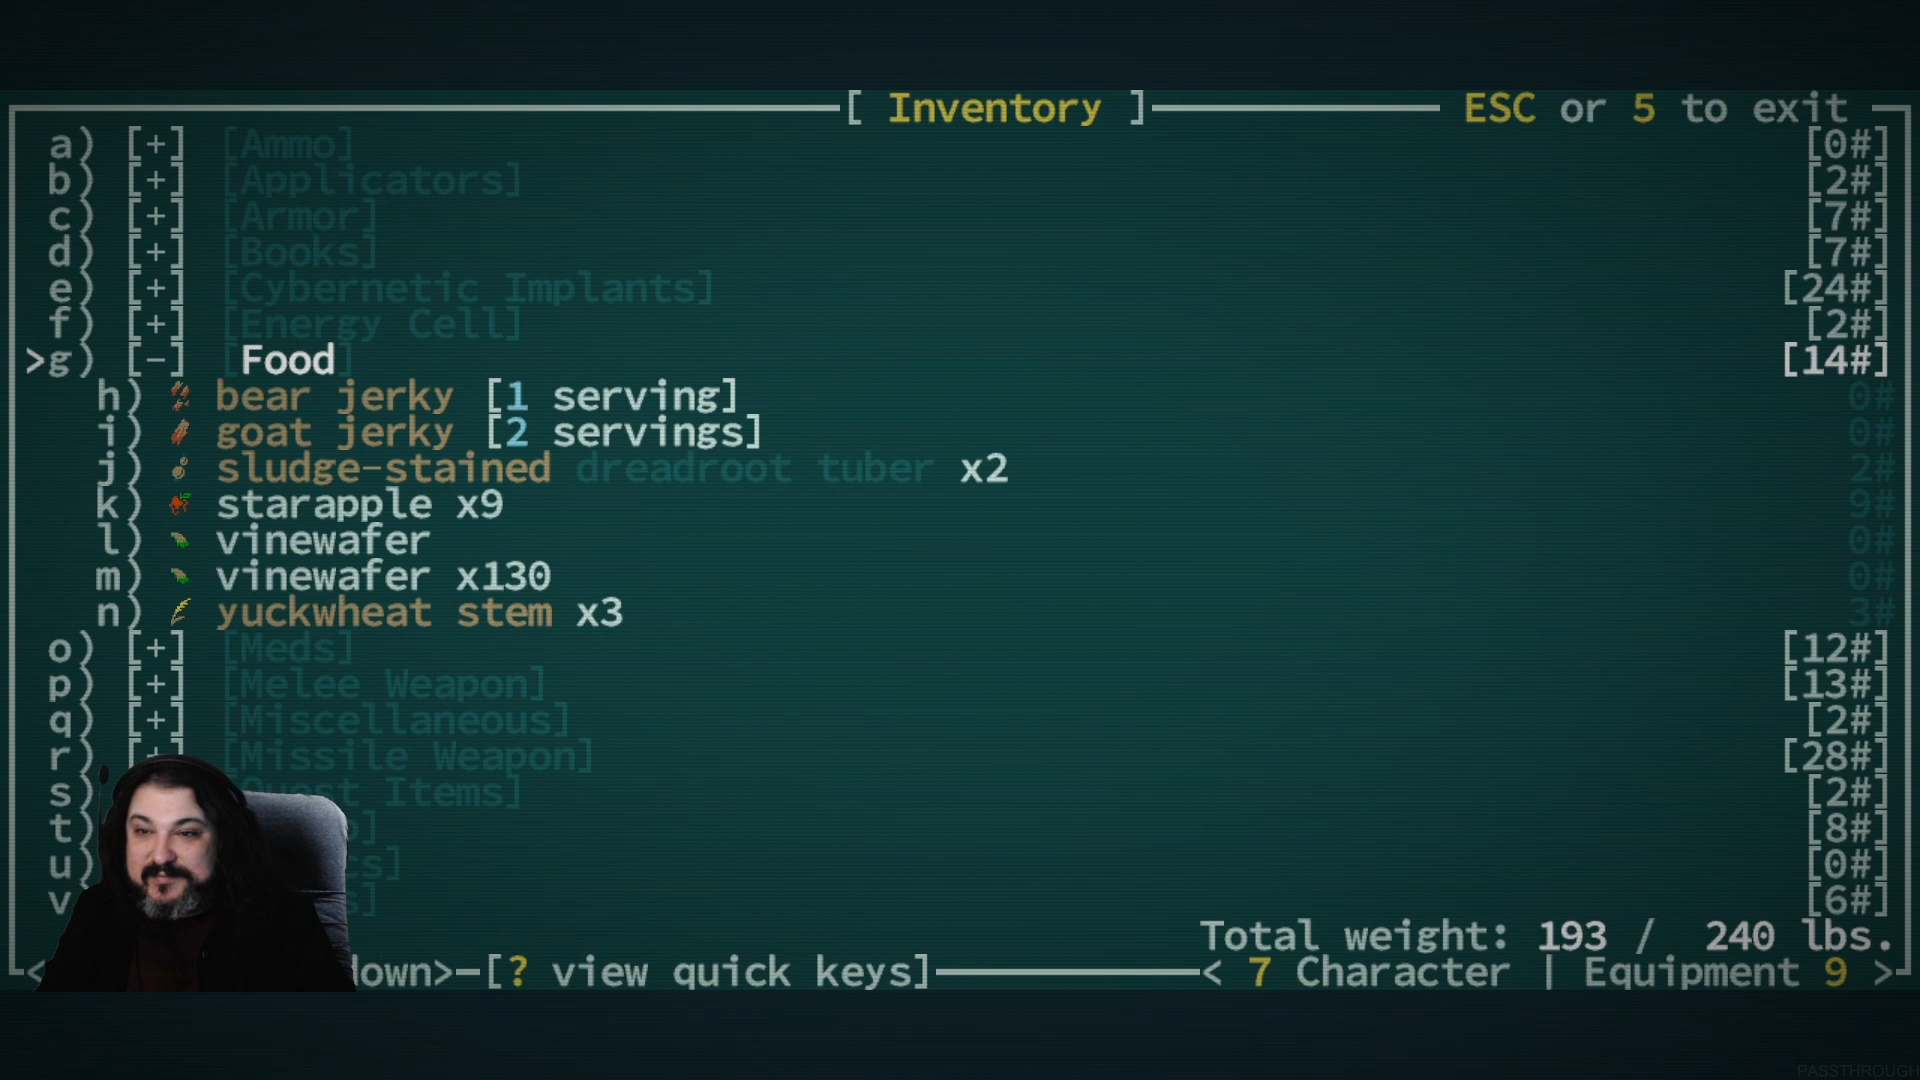 [ Inventory ] ESC or 5 to exit
a) [+] [Ammo] [0#]
b) [+] [Applicators] [2#]
c) [+] [Armor] [7#]
d) [+] [Books] [7#]
e) [+] [Cybernetic Implants] [24#]
f) [+] [Energy Cell] [2#]
>g) [-] [Food] [14#]
h) bear jerky [1 serving] 0#
i) goat jerky [2 servings] 0#
j) sludge-stained dreadroot tuber x2 2#
k) starapple x9 9#
l) vinewafer 0#
m) vinewafer x130 0#
n) yuckwheat stem x3 3#
o) [+] [Meds] [12#]
p) [+] [Melee Weapon] [13#]
q) [+] [Miscellaneous] [2#]
r) [+] [Missile Weapon] [28#]
s) Items] [2#]
t) [8#]
u) [0#]
v [6#]
Total weight: 193 / 240 lbs.
< down> [? view quick keys] < 7 Character | Equipment 9 >
PASSTHROUGH